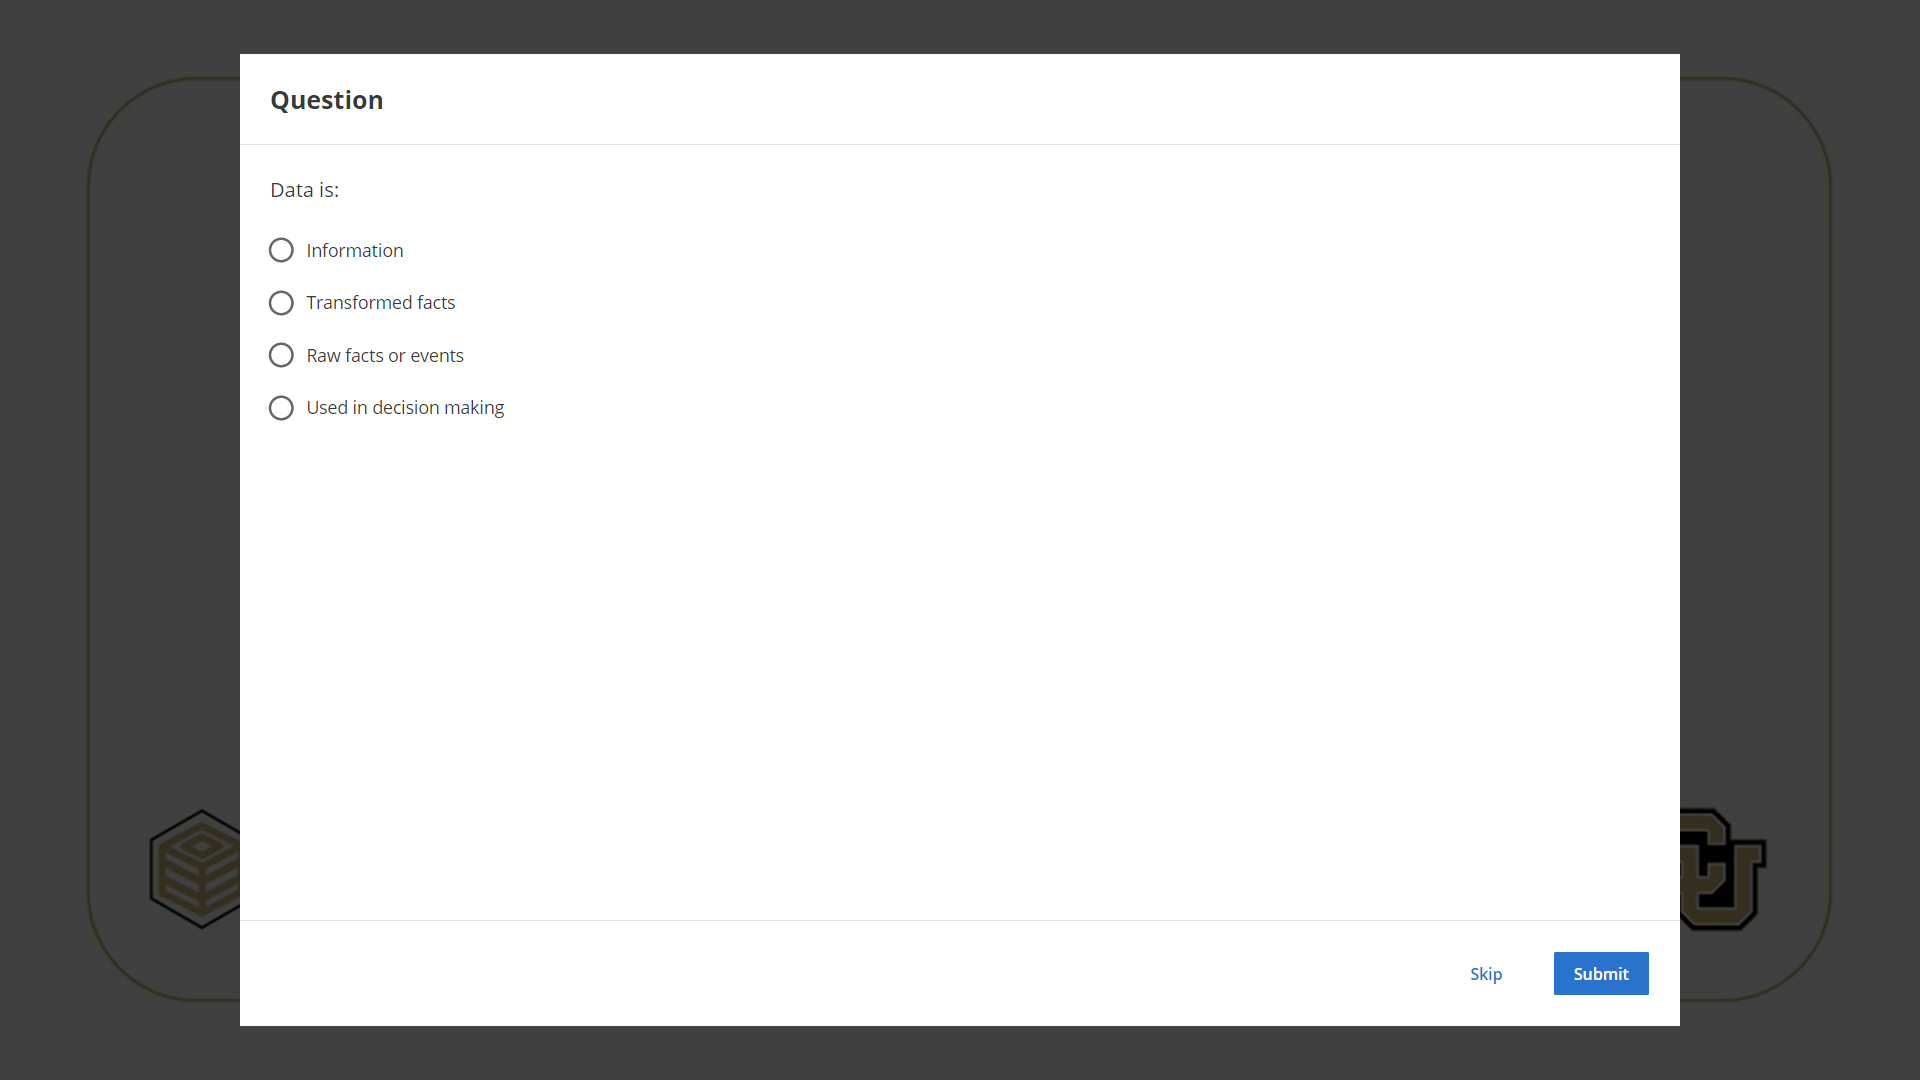 Question
Data is:
Information
Transformed facts
Raw facts or events
Used in decision making
Skip
Submit